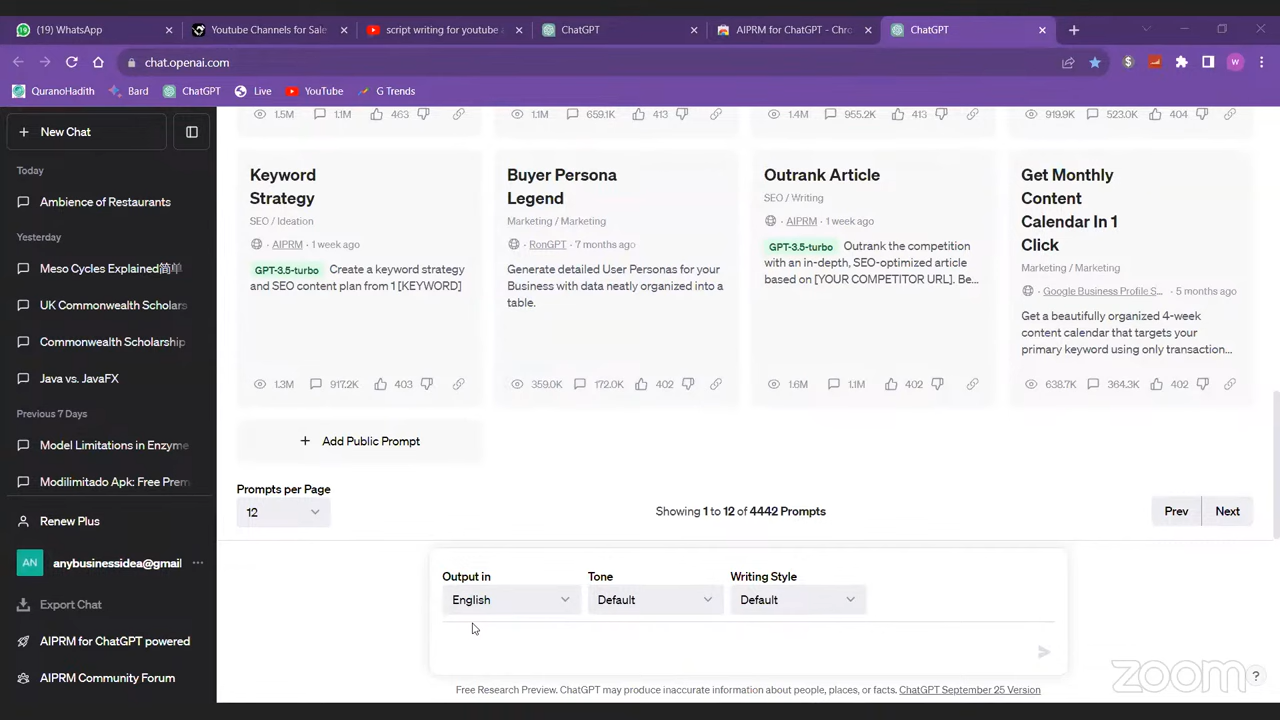 (19) WhatsApp
Youtube Channels for Sale
script writing for youtube
ChatGPT
AIPRM for ChatGPT - Chro
ChatGPT
chat.openai.com
W
QuranoHadith
Bard
ChatGPT
Live
YouTube
G Trends
New Chat
Today
Ambience of Restaurants
Yesterday
Meso Cycles Explained简单
UK Commonwealth Scholars
Commonwealth Scholarship
Java vs. JavaFX
Previous 7 Days
Model Limitations in Enzyme
Modilimitado Apk: Free Prem
Renew Plus
AN
anybusinessidea@gmail
Export Chat
AIPRM for ChatGPT powered
AIPRM Community Forum
1.5M 1.1M 463
1.1M 659.1K 413
1.4M 955.2K 413
919.9K 523.0K 404
Keyword
Strategy
SEO / Ideation
AIPRM · 1 week ago
GPT-3.5-turbo Create a keyword strategy
and SEO content plan from 1 [KEYWORD]
1.3M 917.2K 403
Buyer Persona
Legend
Marketing / Marketing
RonGPT · 7 months ago
Generate detailed User Personas for your
Business with data neatly organized into a
table.
359.0K 172.0K 402
Outrank Article
SEO / Writing
AIPRM · 1 week ago
GPT-3.5-turbo Outrank the competition
with an in-depth, SEO-optimized article
based on [YOUR COMPETITOR URL]. Be...
1.6M 1.1M 402
Get Monthly
Content
Calendar In 1
Click
Marketing / Marketing
Google Business Profile S... · 5 months ago
Get a beautifully organized 4-week
content calendar that targets your
primary keyword using only transaction...
638.7K 364.3K 402
Add Public Prompt
Prompts per Page
12
Showing 1 to 12 of 4442 Prompts
Prev
Next
Output in
Tone
Writing Style
English
Default
Default
Free Research Preview. ChatGPT may produce inaccurate information about people, places, or facts. ChatGPT September 25 Version
zoom
?